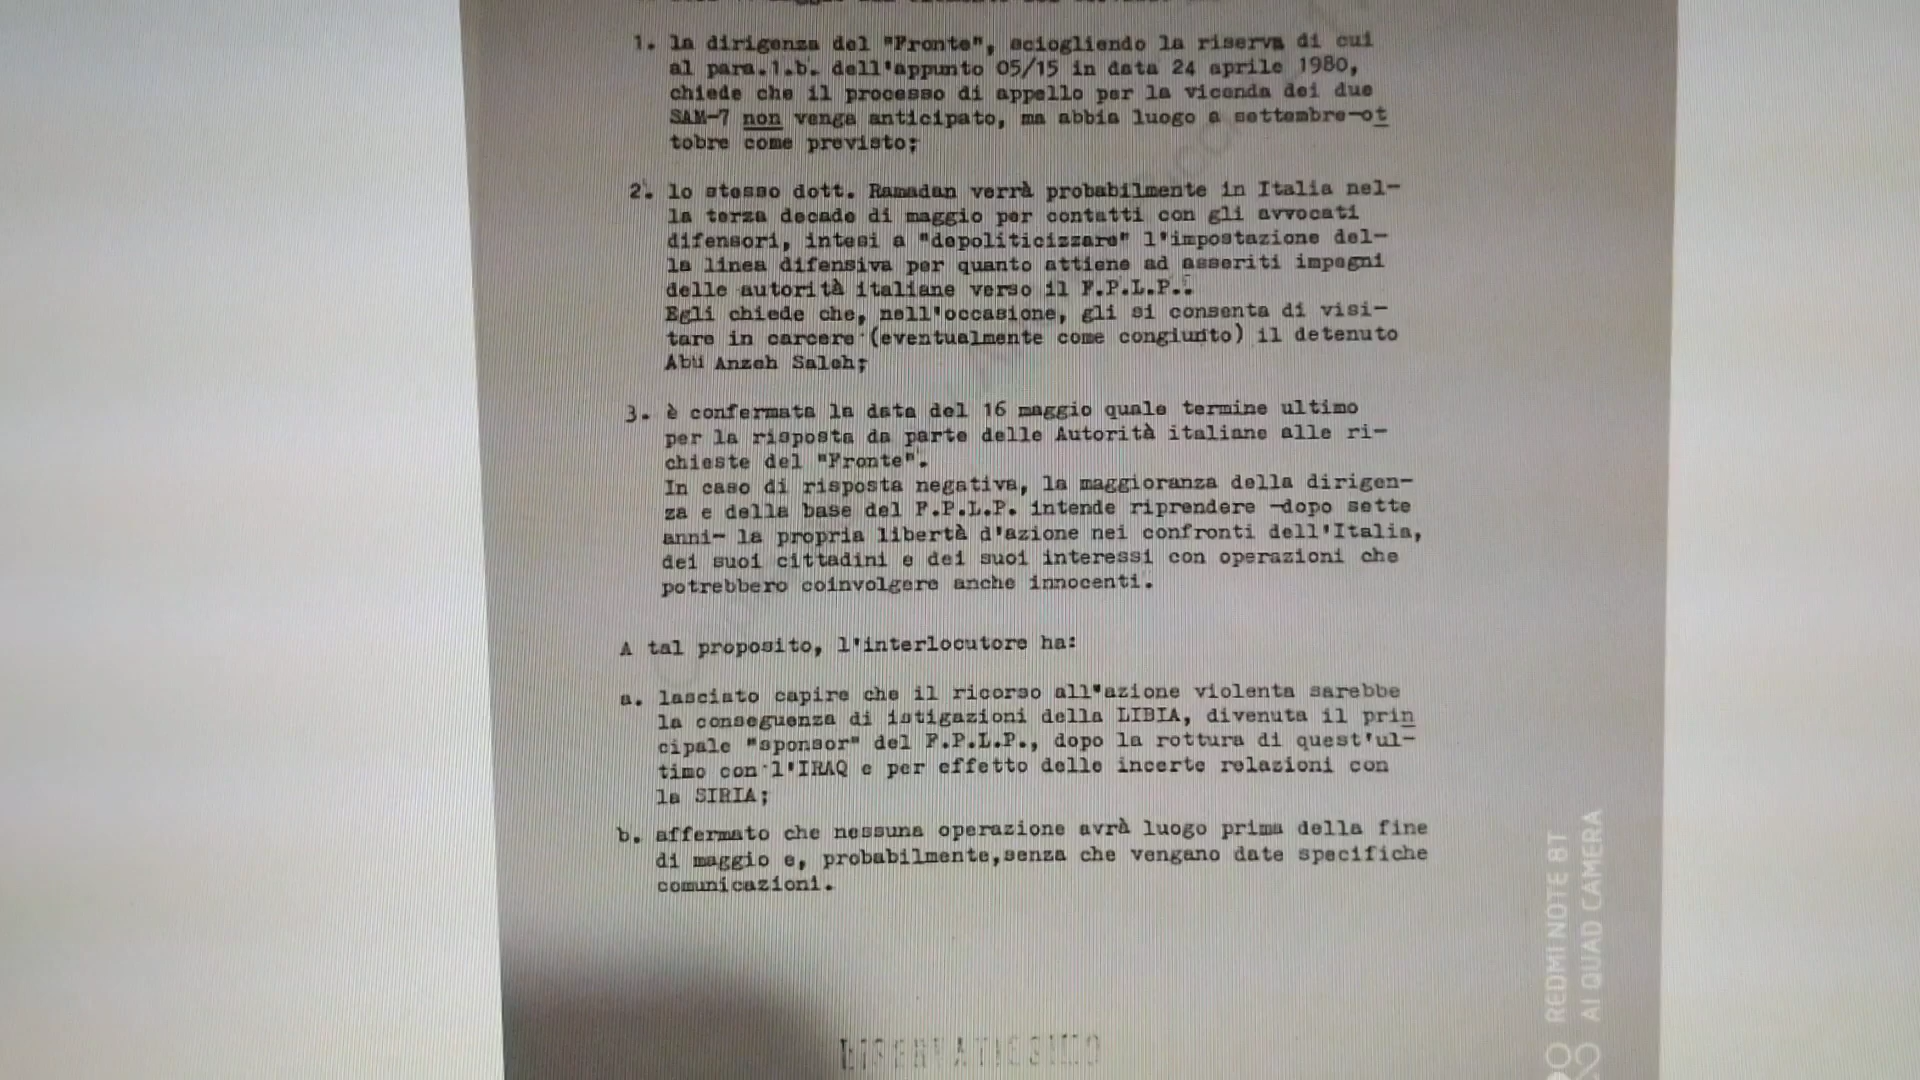 1. la dirigenza del "Fronte", sciogliendo la riserva di cui
al para.1.b. dell'appunto 05/15 in data 24 aprile 1980,
chiede che il processo di appello per la vicenda dei due
SAM-7 non venga anticipato, ma abbia luogo a settembre-ot
tobre come previsto;
2. lo stesso dott. Ramadan verrà probabilmente in Italia nel-
la terza decade di maggio per contatti con gli avvocati
difensori, intesi a "depoliticizzare" l'impostazione del-
la linea difensiva per quanto attiene ad asseriti impegni
delle autorità italiane verso il F.P.L.P..
Egli chiede che, nell'occasione, gli si consenta di visi-
tare in carcere (eventualmente come congiunto) il detenuto
Abu Anzeh Saleh;
3. è confermata la data del 16 maggio quale termine ultimo
per la risposta da parte delle Autorità italiane alle ri-
chieste del "Fronte".
In caso di risposta negativa, la maggioranza della dirigen-
za e della base del F.P.L.P. intende riprendere -dopo sette
anni- la propria libertà d'azione nei confronti dell'Italia,
dei suoi cittadini e dei suoi interessi con operazioni che
potrebbero coinvolgere anche innocenti.
A tal proposito, l'interlocutore ha:
a. lasciato capire che il ricorso all"azione violenta sarebbe
la conseguenza di istigazioni della LIBIA, divenuta il prin
cipale "sponsor" del F.P.L.P., dopo la rottura di quest'ul-
timo con l'IRAQ e per effetto delle incerte relazioni con
la SIRIA;
b. affermato che nessuna operazione avrà luogo prima della fine
di maggio e, probabilmente,senza che vengano date specifiche
comunicazioni.
REDMI NOTE 8T
AI QUAD CAMERA